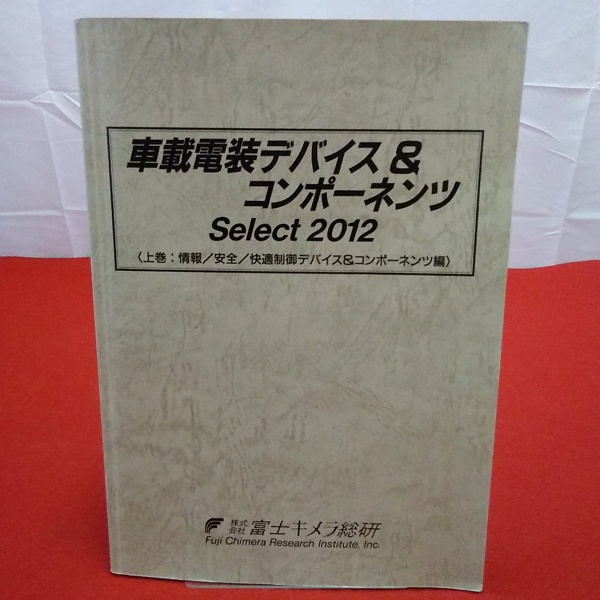 車載電装デバイス&
コンポーネンツ
Select 2012
〈上巻：情報／安全／快適制御デバイス&コンポーネンツ編〉
株式会社 富士キメラ総研
Fuji Chimera Research Institute, Inc.